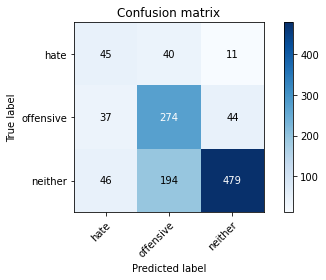 Confusion matrix
hate 45 40 11
offensive 37 274 44
neither 46 194 479
hate offensive neither
True label
Predicted label
400
300
200
100